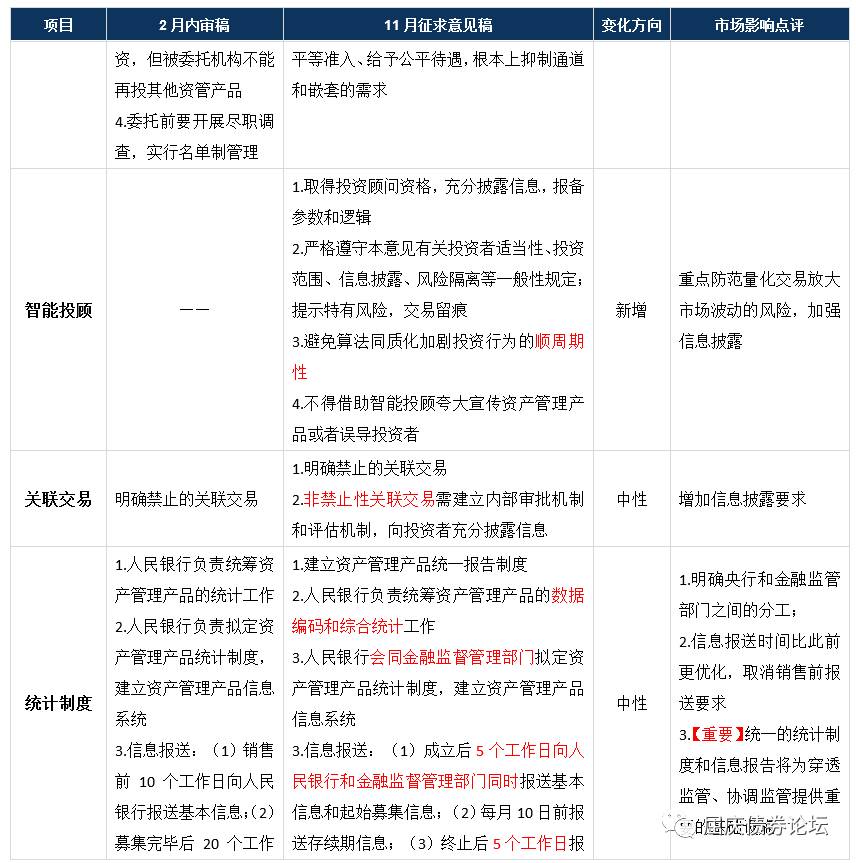 项目
2 月内审稿
11 月征求意见稿
变化方向
市场影响点评
资，但被委托机构不能
再投其他资管产品
4.委托前要开展尽职调
查，实行名单制管理
平等准入、给予公平待遇，根本上抑制通道
和嵌套的需求
智能投顾
——
1.取得投资顾问资格，充分披露信息，报备
参数和逻辑
2.严格遵守本意见有关投资者适当性、投资
范围、信息披露、风险隔离等一般性规定；
提示特有风险，交易留痕
3.避免算法同质化加剧投资行为的顺周期
性
4.不得借助智能投顾夸大宣传资产管理产
品或者误导投资者
新增
重点防范量化交易放大
市场波动的风险，加强
信息披露
关联交易
明确禁止的关联交易
1.明确禁止的关联交易
2.非禁止性关联交易需建立内部审批机制
和评估机制，向投资者充分披露信息
中性
增加信息披露要求
统计制度
1.人民银行负责统筹资
产管理产品的统计工作
2.人民银行负责拟定资
产管理产品统计制度，
建立资产管理产品信息
系统
3.信息报送：（1）销售
前 10 个工作日向人民
银行报送基本信息；（2）
募集完毕后 20 个工作
1.建立资产管理产品统一报告制度
2.人民银行负责统筹资产管理产品的数据
编码和综合统计工作
3.人民银行会同金融监督管理部门拟定资
产管理产品统计制度，建立资产管理产品
信息系统
3.信息报送：（1）成立后 5 个工作日向人
民银行和金融监督管理部门同时报送基本
信息和起始募集信息；（2）每月 10 日前报
送存续期信息；（3）终止后 5 个工作日报
中性
1.明确央行和金融监管
部门之间的分工；
2.信息报送时间比此前
更优化，取消销售前报
送要求
3.【重要】统一的统计制
度和信息报告将为穿透
监管、协调监管提供重
债券论坛